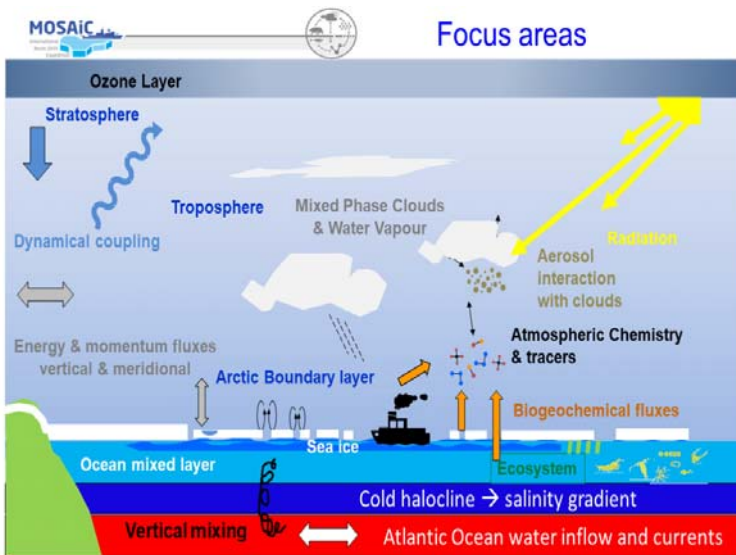 MOSAiC
Focus areas
Ozone Layer
Stratosphere
Troposphere
Mixed Phase Clouds
& Water Vapour
Dynamical coupling
Radiation
Aerosol
interaction
with clouds
Energy & momentum fluxes
vertical & meridional
Atmospheric Chemistry
& tracers
Arctic Boundary layer
Biogeochemical fluxes
Sea ice
Ocean mixed layer
Ecosystem
Cold halocline → salinity gradient
Vertical mixing
Atlantic Ocean water inflow and currents